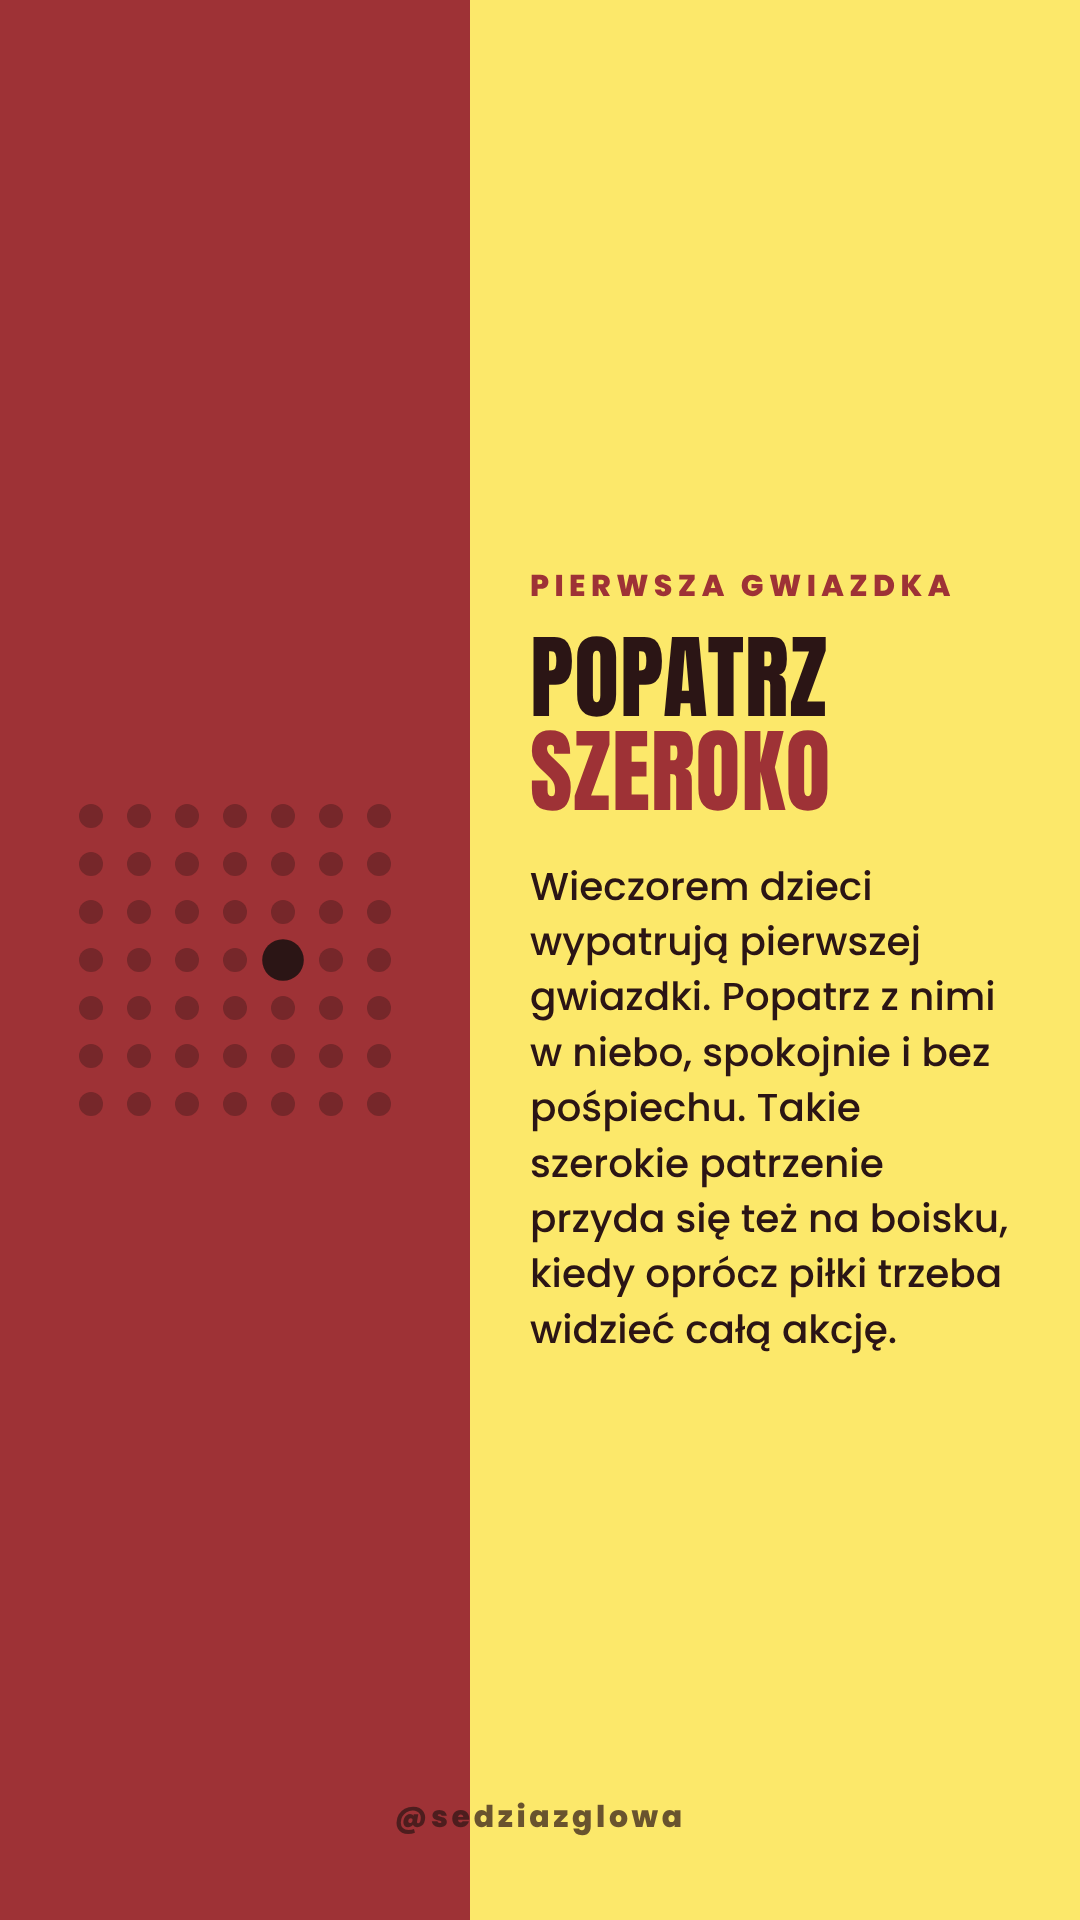 PIERWSZA GWIAZDKA
POPATRZ
SZEROKO
Wieczorem dzieci
wypatrują pierwszej
gwiazdki. Popatrz z nimi
w niebo, spokojnie i bez
pośpiechu. Takie
szerokie patrzenie
przyda się też na boisku,
kiedy oprócz piłki trzeba
widzieć całą akcję.
@sedziazglowa